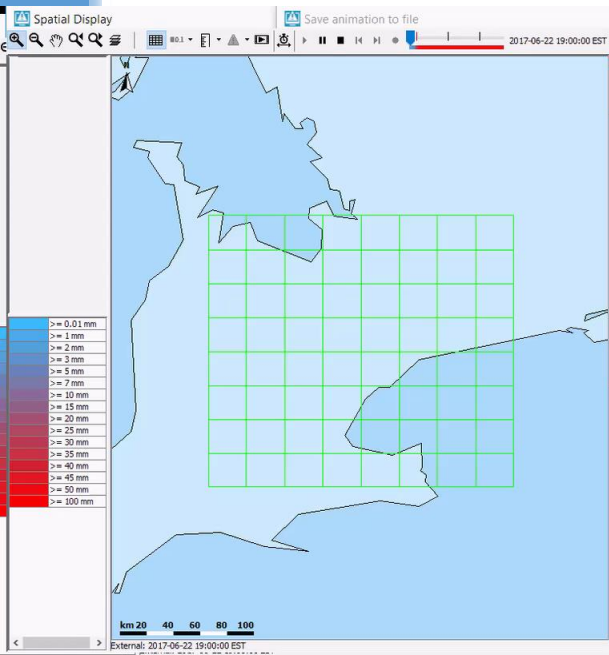 Spatial Display
Save animation to file
2017-06-22 19:00:00 EST
N
>= 0.01 mm
>= 1 mm
>= 2 mm
>= 3 mm
>= 5 mm
>= 7 mm
>= 10 mm
>= 15 mm
>= 20 mm
>= 25 mm
>= 30 mm
>= 35 mm
>= 40 mm
>= 45 mm
>= 50 mm
>= 100 mm
km 20 40 60 80 100
External: 2017-06-22 19:00:00 EST